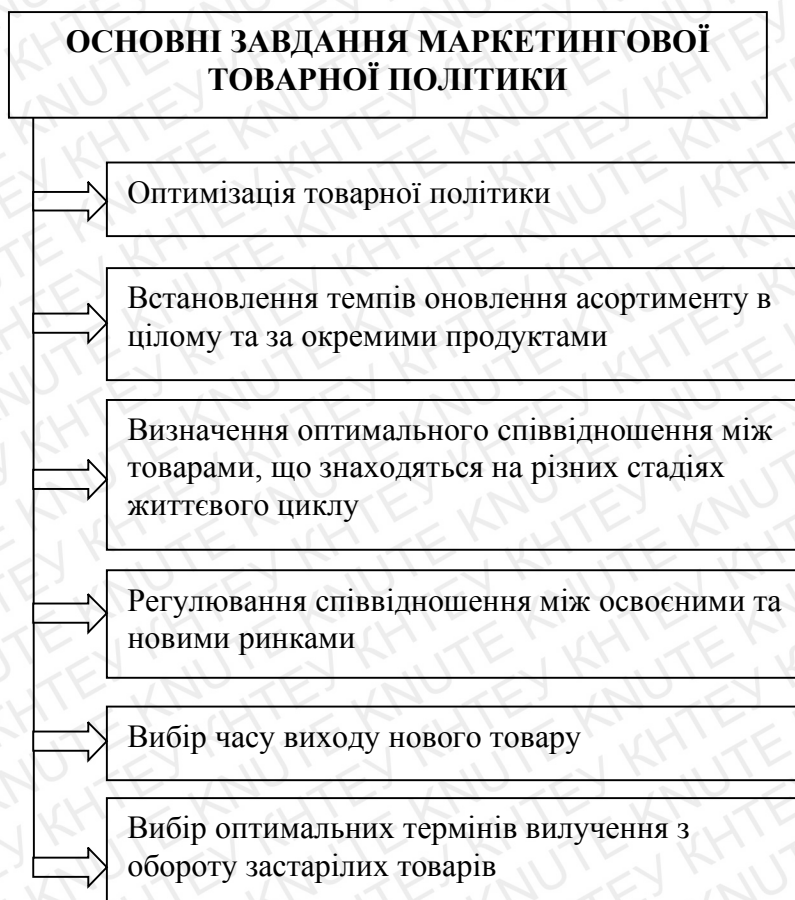 ОСНОВНІ ЗАВДАННЯ МАРКЕТИНГОВОЇ
ТОВАРНОЇ ПОЛІТИКИ
Оптимізація товарної політики
Встановлення темпів оновлення асортименту в
цілому та за окремими продуктами
Визначення оптимального співвідношення між
товарами, що знаходяться на різних стадіях
життєвого циклу
Регулювання співвідношення між освоєними та
новими ринками
Вибір часу виходу нового товару
Вибір оптимальних термінів вилучення з
обороту застарілих товарів